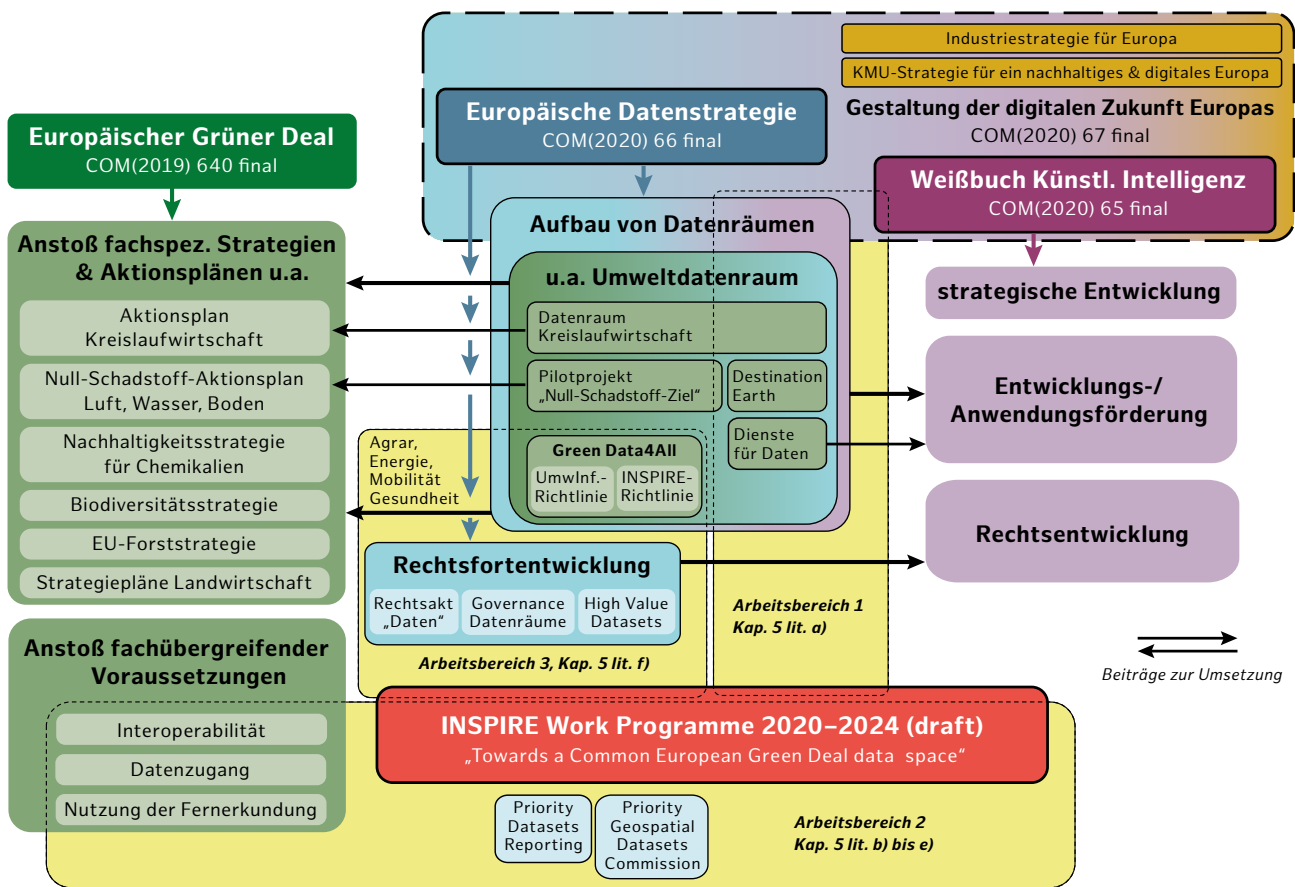 Industriestrategie für Europa
KMU-Strategie für ein nachhaltiges & digitales Europa
Gestaltung der digitalen Zukunft Europas
COM(2020) 67 final
Europäische Datenstrategie
COM(2020) 66 final
Europäischer Grüner Deal
COM(2019) 640 final
Weißbuch Künstl. Intelligenz
COM(2020) 65 final
Anstoß fachspez. Strategien
& Aktionsplänen u.a.
Aktionsplan
Kreislaufwirtschaft
Null-Schadstoff-Aktionsplan
Luft, Wasser, Boden
Nachhaltigkeitsstrategie
für Chemikalien
Biodiversitätsstrategie
EU-Forststrategie
Strategiepläne Landwirtschaft
Aufbau von Datenräumen
u.a. Umweltdatenraum
Datenraum
Kreislaufwirtschaft
Pilotprojekt
„Null-Schadstoff-Ziel“
Destination
Earth
Dienste
für Daten
Green Data4All
UmwInf.-
Richtlinie
INSPIRE-
Richtlinie
Agrar,
Energie,
Mobilität
Gesundheit
strategische Entwicklung
Entwicklungs-/
Anwendungsförderung
Rechtsentwicklung
Rechtsfortentwicklung
Rechtsakt
„Daten“
Governance
Datenräume
High Value
Datasets
Arbeitsbereich 3, Kap. 5 lit. f)
Arbeitsbereich 1
Kap. 5 lit. a)
Beiträge zur Umsetzung
Anstoß fachübergreifender
Voraussetzungen
Interoperabilität
Datenzugang
Nutzung der Fernerkundung
INSPIRE Work Programme 2020–2024 (draft)
„Towards a Common European Green Deal data space“
Priority
Datasets
Reporting
Priority
Geospatial
Datasets
Commission
Arbeitsbereich 2
Kap. 5 lit. b) bis e)